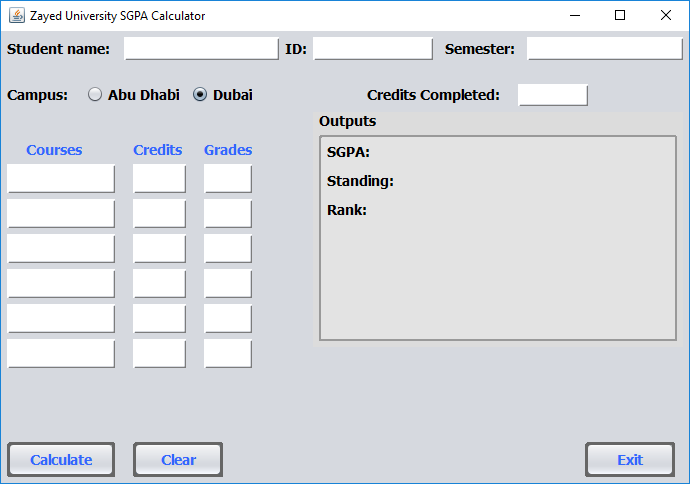 Zayed University SGPA Calculator
Student name: ID: Semester:
Campus: Abu Dhabi Dubai Credits Completed:
Outputs
Courses Credits Grades
SGPA:
Standing:
Rank:
Calculate Clear Exit